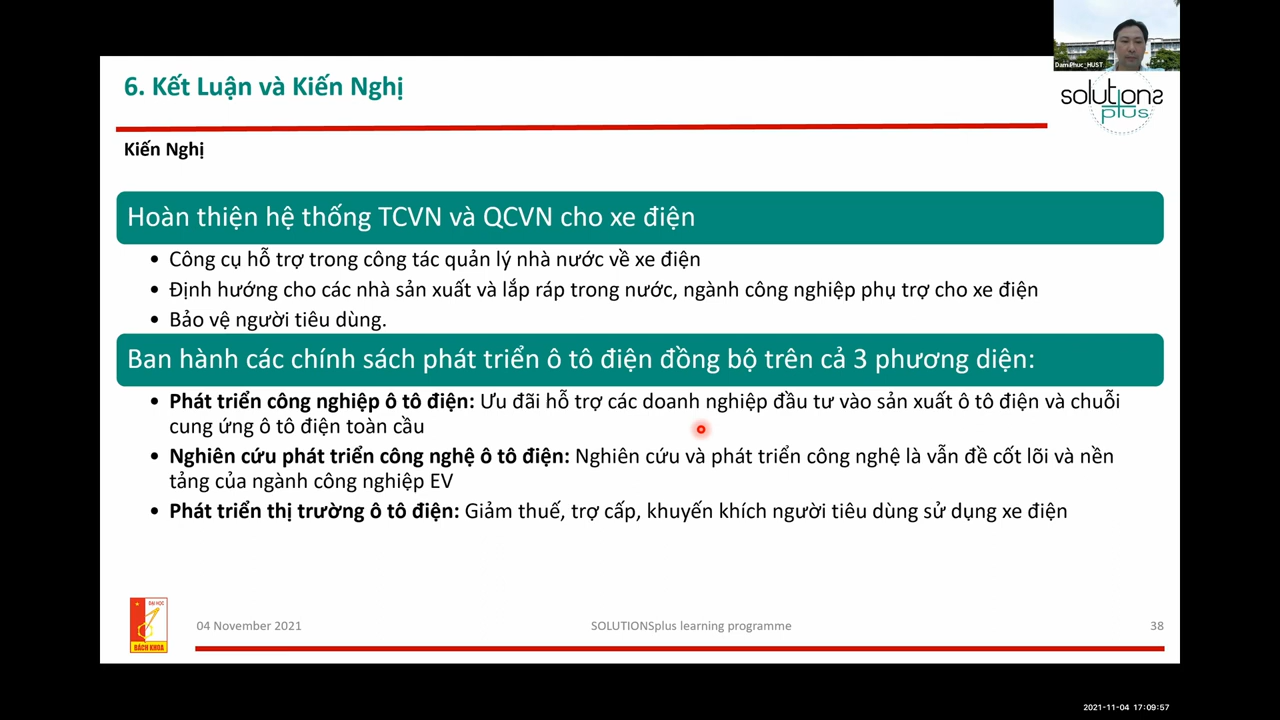 DamPhuc_HUST
6. Kết Luận và Kiến Nghị
solutions
plus
Kiến Nghị
Hoàn thiện hệ thống TCVN và QCVN cho xe điện
• Công cụ hỗ trợ trong công tác quản lý nhà nước về xe điện
• Định hướng cho các nhà sản xuất và lắp ráp trong nước, ngành công nghiệp phụ trợ cho xe điện
• Bảo vệ người tiêu dùng.
Ban hành các chính sách phát triển ô tô điện đồng bộ trên cả 3 phương diện:
• Phát triển công nghiệp ô tô điện: Ưu đãi hỗ trợ các doanh nghiệp đầu tư vào sản xuất ô tô điện và chuỗi
cung ứng ô tô điện toàn cầu
• Nghiên cứu phát triển công nghệ ô tô điện: Nghiên cứu và phát triển công nghệ là vẫn đề cốt lõi và nền
tảng của ngành công nghiệp EV
• Phát triển thị trường ô tô điện: Giảm thuế, trợ cấp, khuyến khích người tiêu dùng sử dụng xe điện
ĐẠI HỌC
BÁCH KHOA
04 November 2021
SOLUTIONSplus learning programme
38
2021-11-04 17:09:57